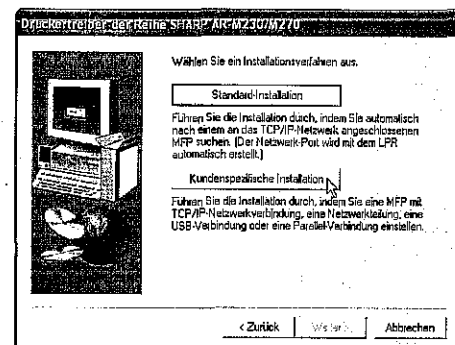 Druckertreiber der Reihe SHARP AR-M230/M270
Wählen Sie ein Installationsverfahren aus.
Standard-Installation
Führen Sie die Installation durch, indem Sie automatisch
nach einem an das TCP/IP-Netzwerk angeschlossenen
MFP suchen. (Der Netzwerk-Port wird mit dem LPR
automatisch erstellt.)
Kundenspezifische Installation
Führen Sie die Installation durch, indem Sie eine MFP mit
TCP/IP-Netzwerkverbindung, eine Netzwerkteilung, eine
USB-Verbindung oder eine Parallel-Verbindung einstellen.
< Zurück
Weiter >
Abbrechen